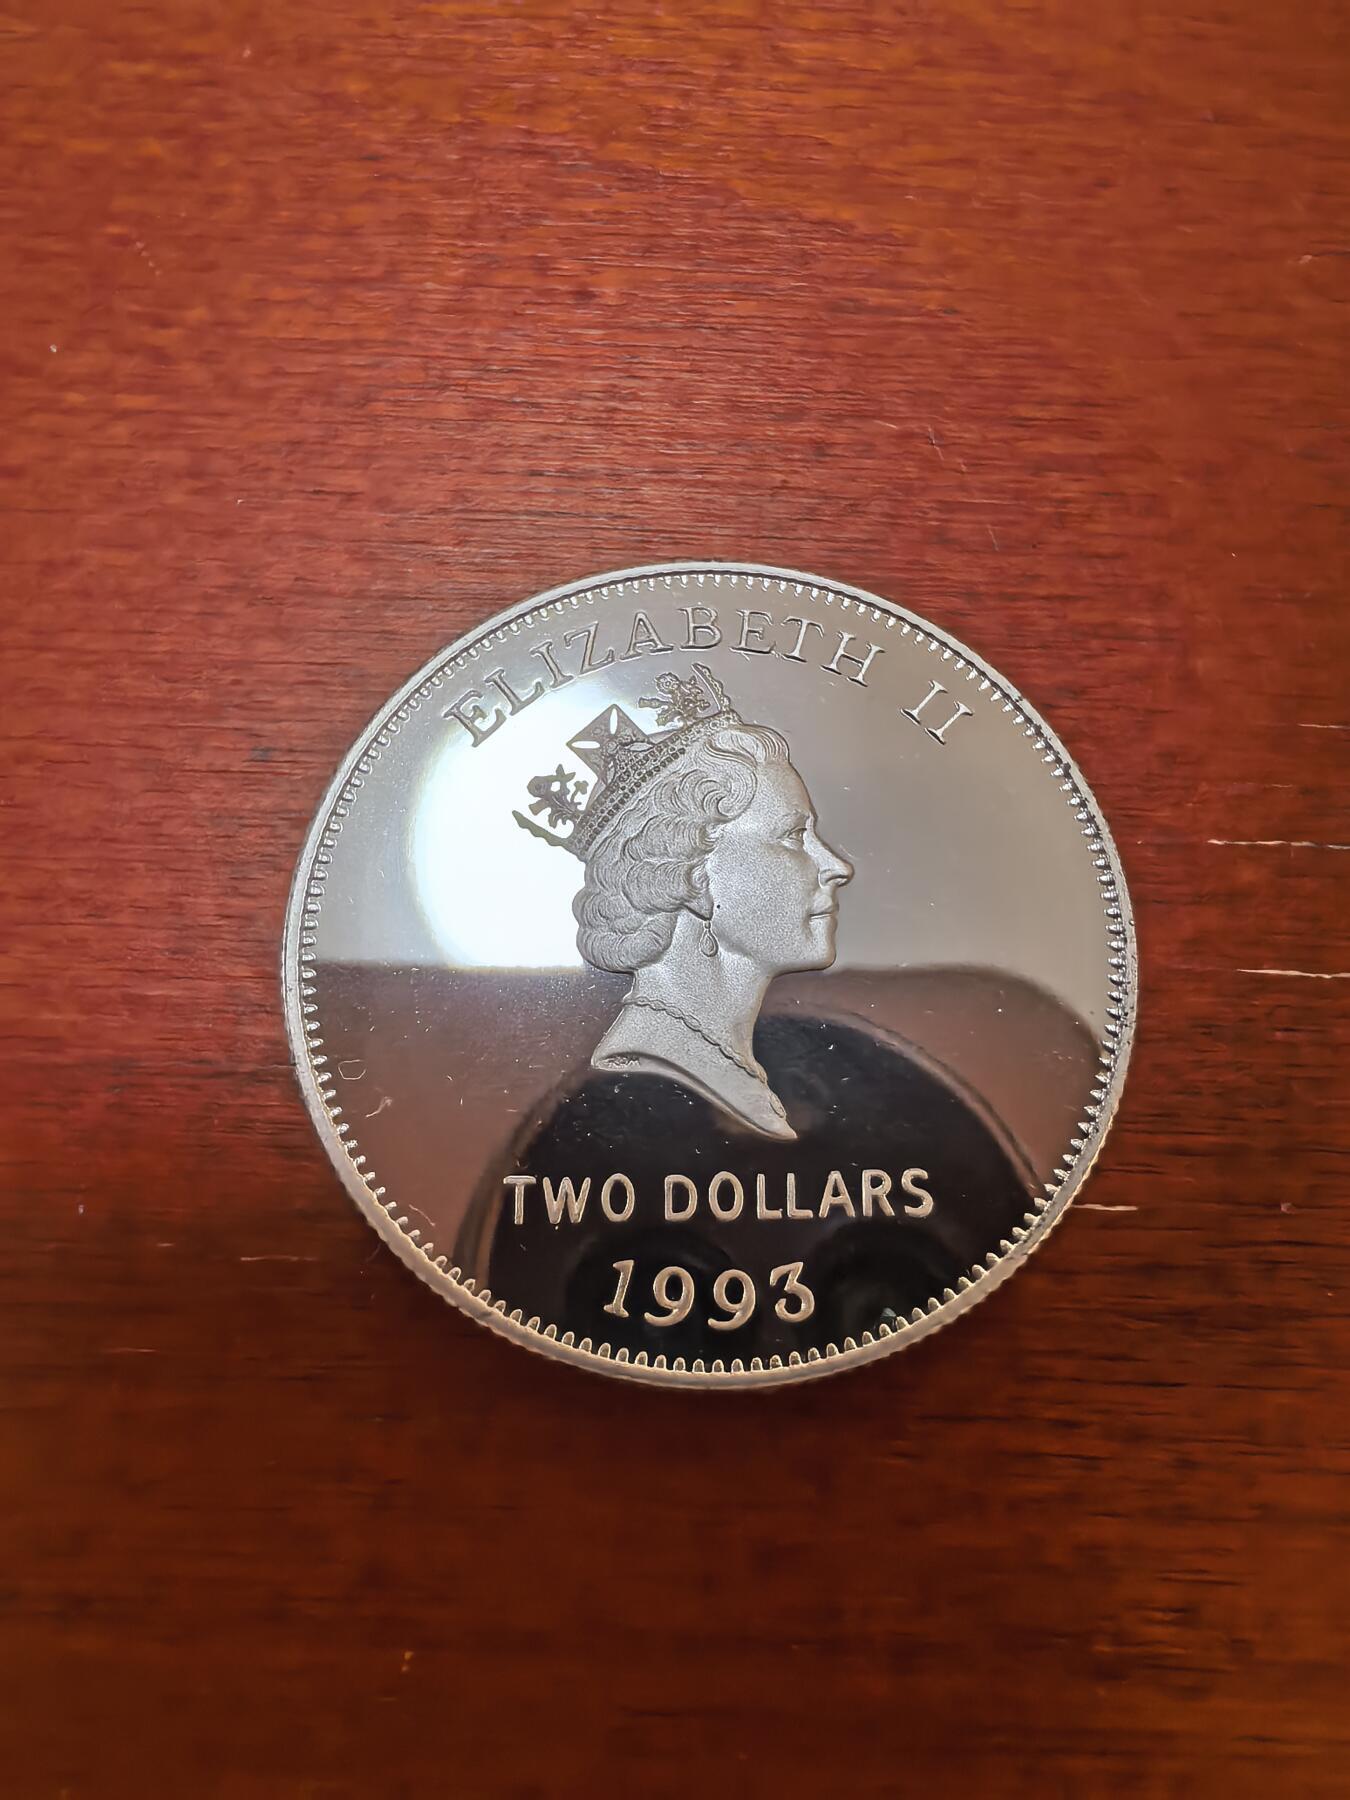 ELIZABETH II
TWO DOLLARS
1993